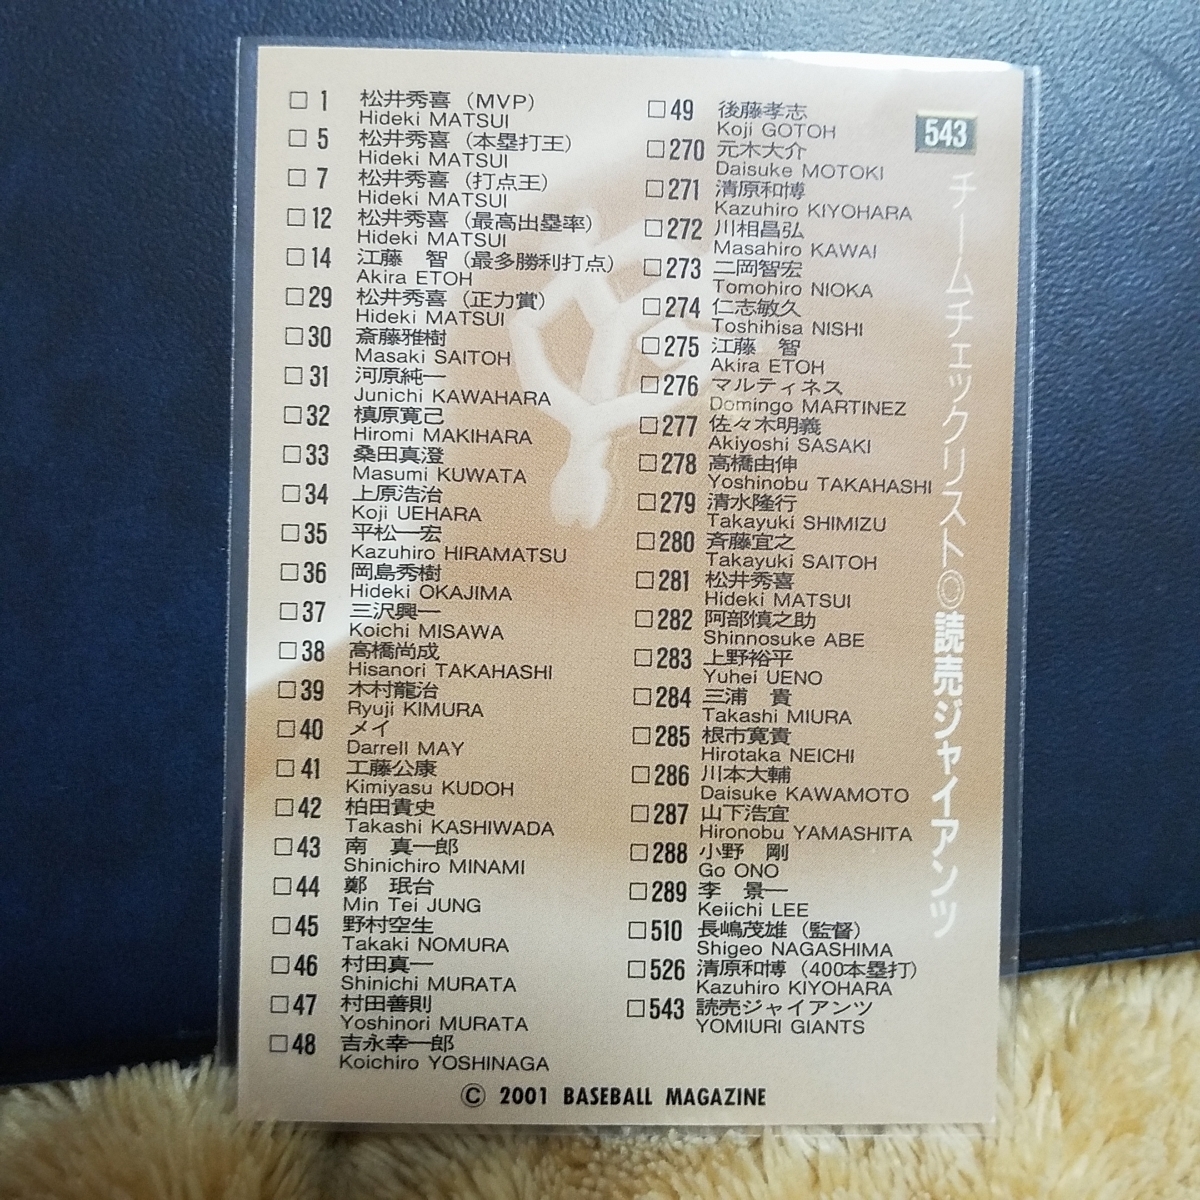 □ 1 松井秀喜（MVP）
Hideki MATSUI
□ 5 松井秀喜（本塁打王）
Hideki MATSUI
□ 7 松井秀喜（打点王）
Hideki MATSUI
□ 12 松井秀喜（最高出塁率）
Hideki MATSUI
□ 14 江藤　智（最多勝利打点）
Akira ETOH
□ 29 松井秀喜（正力賞）
Hideki MATSUI
□ 30 斎藤雅樹
Masaki SAITOH
□ 31 河原純一
Junichi KAWAHARA
□ 32 槙原寛己
Hiromi MAKIHARA
□ 33 桑田真澄
Masumi KUWATA
□ 34 上原浩治
Koji UEHARA
□ 35 平松一宏
Kazuhiro HIRAMATSU
□ 36 岡島秀樹
Hideki OKAJIMA
□ 37 三沢興一
Koichi MISAWA
□ 38 高橋尚成
Hisanori TAKAHASHI
□ 39 木村龍治
Ryuji KIMURA
□ 40 メイ
Darrell MAY
□ 41 工藤公康
Kimiyasu KUDOH
□ 42 柏田貴史
Takashi KASHIWADA
□ 43 南　真一郎
Shinichiro MINAMI
□ 44 鄭　珉台
Min Tei JUNG
□ 45 野村空生
Takaki NOMURA
□ 46 村田真一
Shinichi MURATA
□ 47 村田善則
Yoshinori MURATA
□ 48 吉永幸一郎
Koichiro YOSHINAGA
□ 49 後藤孝志
Koji GOTOH
□ 270 元木大介
Daisuke MOTOKI
□ 271 清原和博
Kazuhiro KIYOHARA
□ 272 川相昌弘
Masahiro KAWAI
□ 273 二岡智宏
Tomohiro NIOKA
□ 274 仁志敏久
Toshihisa NISHI
□ 275 江藤　智
Akira ETOH
□ 276 マルティネス
Domingo MARTINEZ
□ 277 佐々木明義
Akiyoshi SASAKI
□ 278 高橋由伸
Yoshinobu TAKAHASHI
□ 279 清水隆行
Takayuki SHIMIZU
□ 280 斉藤宜之
Takayuki SAITOH
□ 281 松井秀喜
Hideki MATSUI
□ 282 阿部慎之助
Shinnosuke ABE
□ 283 上野裕平
Yuhei UENO
□ 284 三浦　貴
Takashi MIURA
□ 285 根市寛貴
Hirotaka NEICHI
□ 286 川本大輔
Daisuke KAWAMOTO
□ 287 山下浩宜
Hironobu YAMASHITA
□ 288 小野　剛
Go ONO
□ 289 李　景一
Keiichi LEE
□ 510 長嶋茂雄（監督）
Shigeo NAGASHIMA
□ 526 清原和博（400本塁打）
Kazuhiro KIYOHARA
□ 543 読売ジャイアンツ
YOMIURI GIANTS
543
チームチェックリスト◎読売ジャイアンツ
© 2001 BASEBALL MAGAZINE